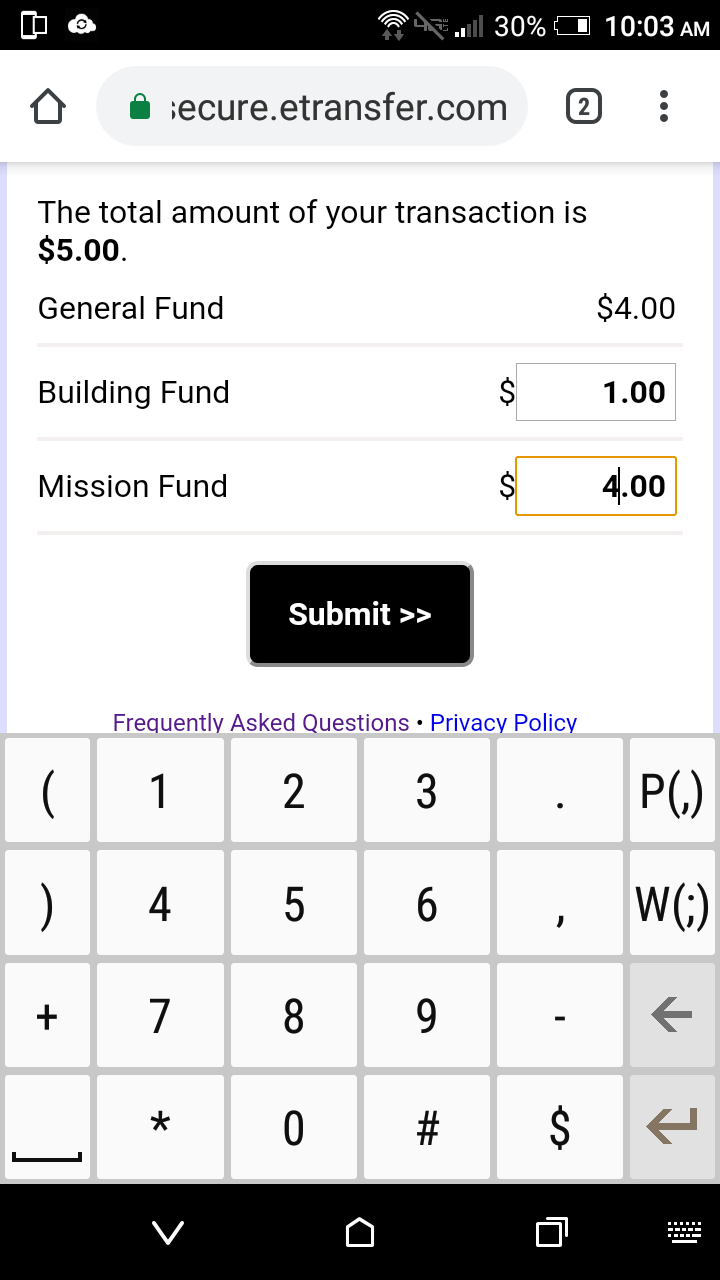 30% 10:03 AM
secure.etransfer.com 2
The total amount of your transaction is
$5.00.
General Fund $4.00
Building Fund $ 1.00
Mission Fund $ 4.00
Submit >>
Frequently Asked Questions • Privacy Policy
( 1 2 3 . P(,)
) 4 5 6 , W(;)
+ 7 8 9 -
* 0 # $